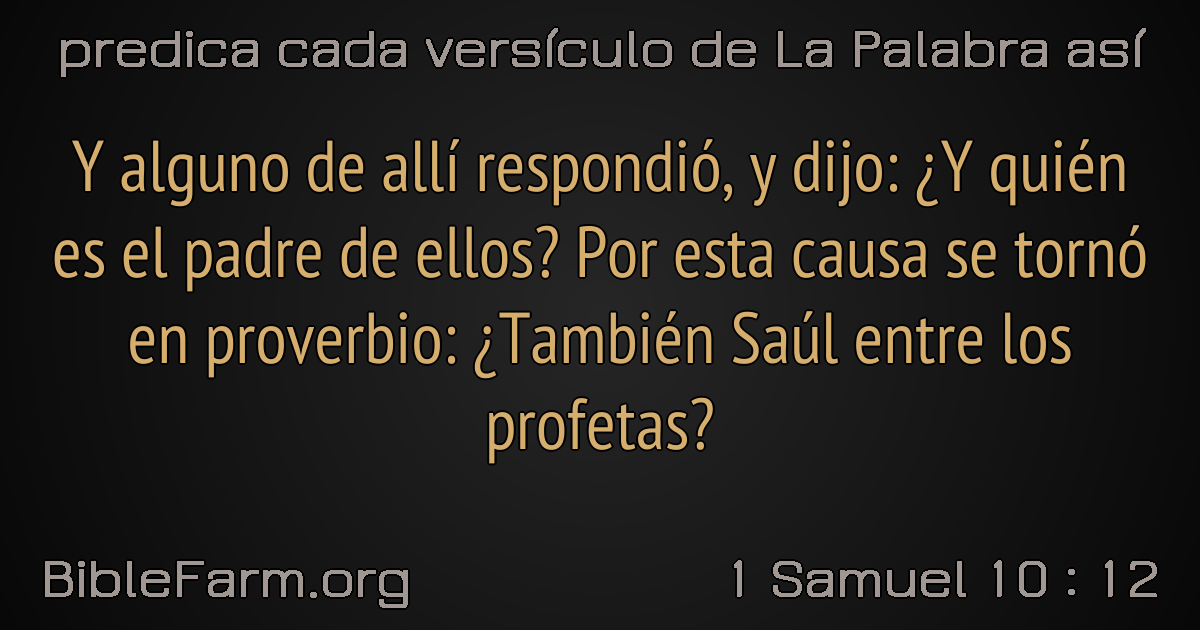 predica cada versículo de La Palabra así
Y alguno de allí respondió, y dijo: ¿Y quién
es el padre de ellos? Por esta causa se tornó
en proverbio: ¿También Saúl entre los
profetas?
BibleFarm.org
1 Samuel 10 : 12